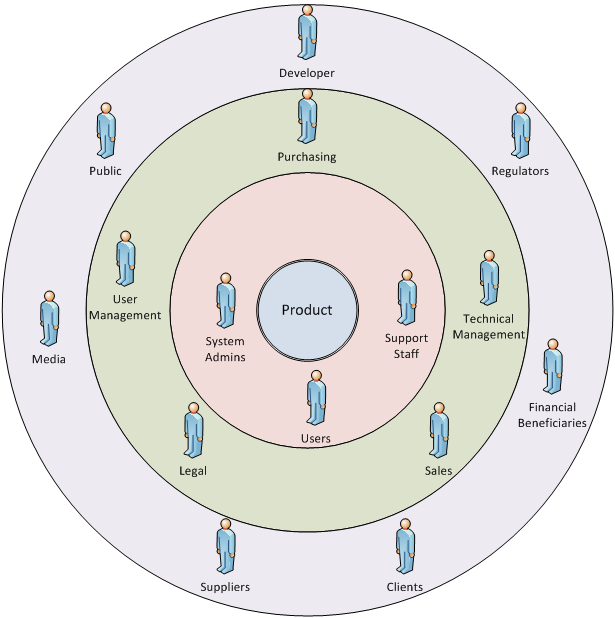 Developer
Purchasing
Public
Regulators
User
Management
Technical
Management
Product
System
Admins
Support
Staff
Media
Financial
Beneficiaries
Users
Legal
Sales
Suppliers
Clients